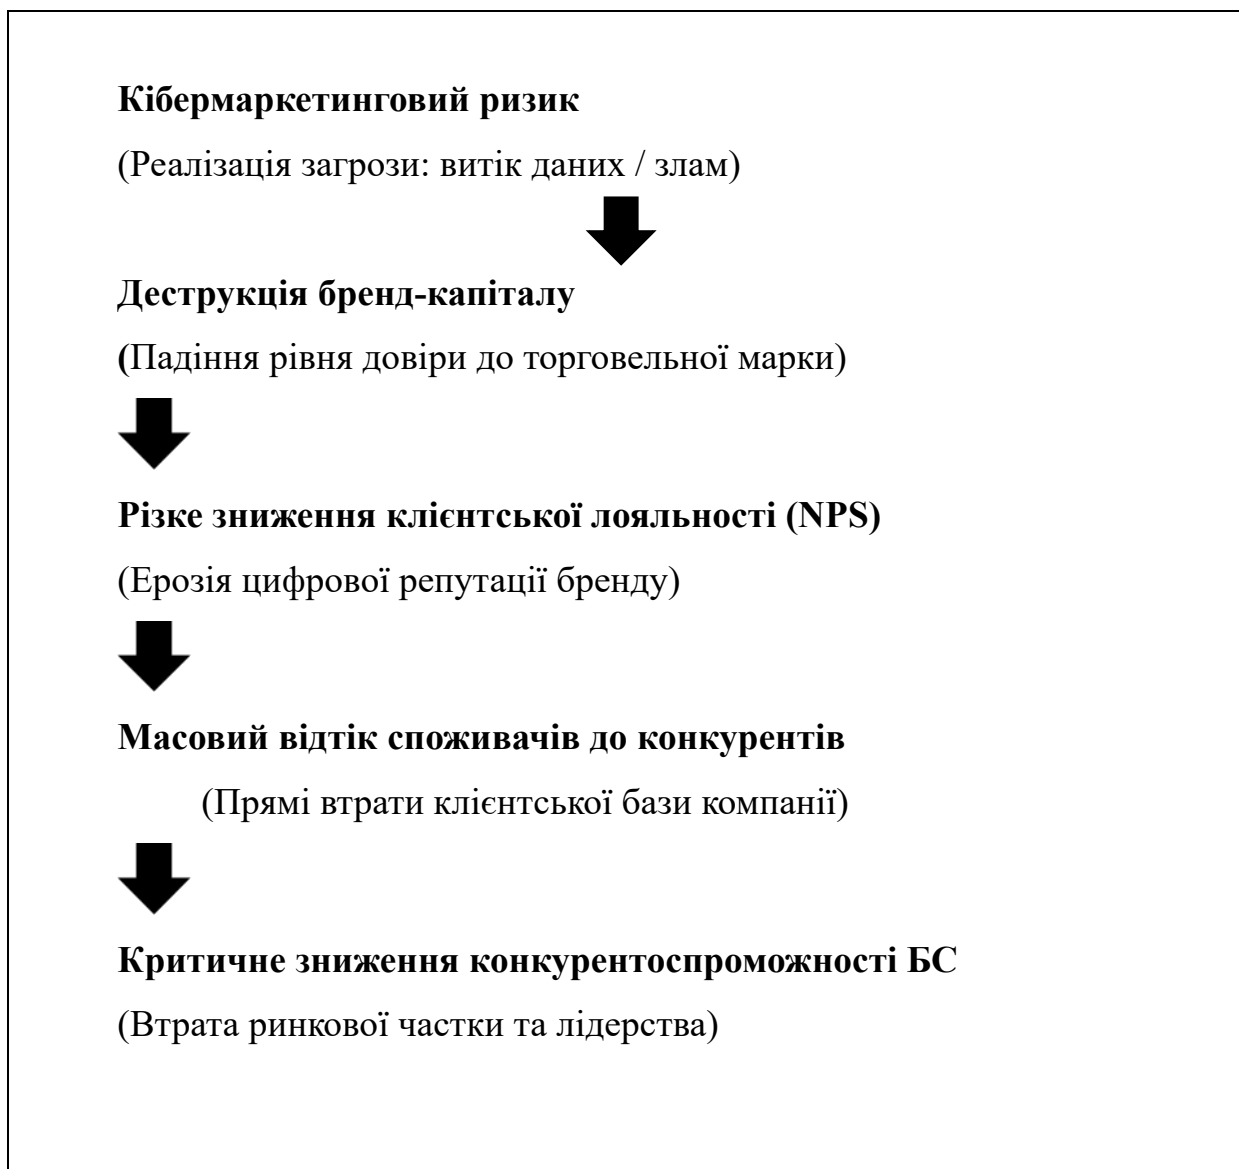 Кібермаркетинговий ризик
(Реалізація загрози: витік даних / злам)
Деструкція бренд-капіталу
(Падіння рівня довіри до торговельної марки)
Різке зниження клієнтської лояльності (NPS)
(Ерозія цифрової репутації бренду)
Масовий відтік споживачів до конкурентів
(Прямі втрати клієнтської бази компанії)
Критичне зниження конкурентоспроможності БС
(Втрата ринкової частки та лідерства)